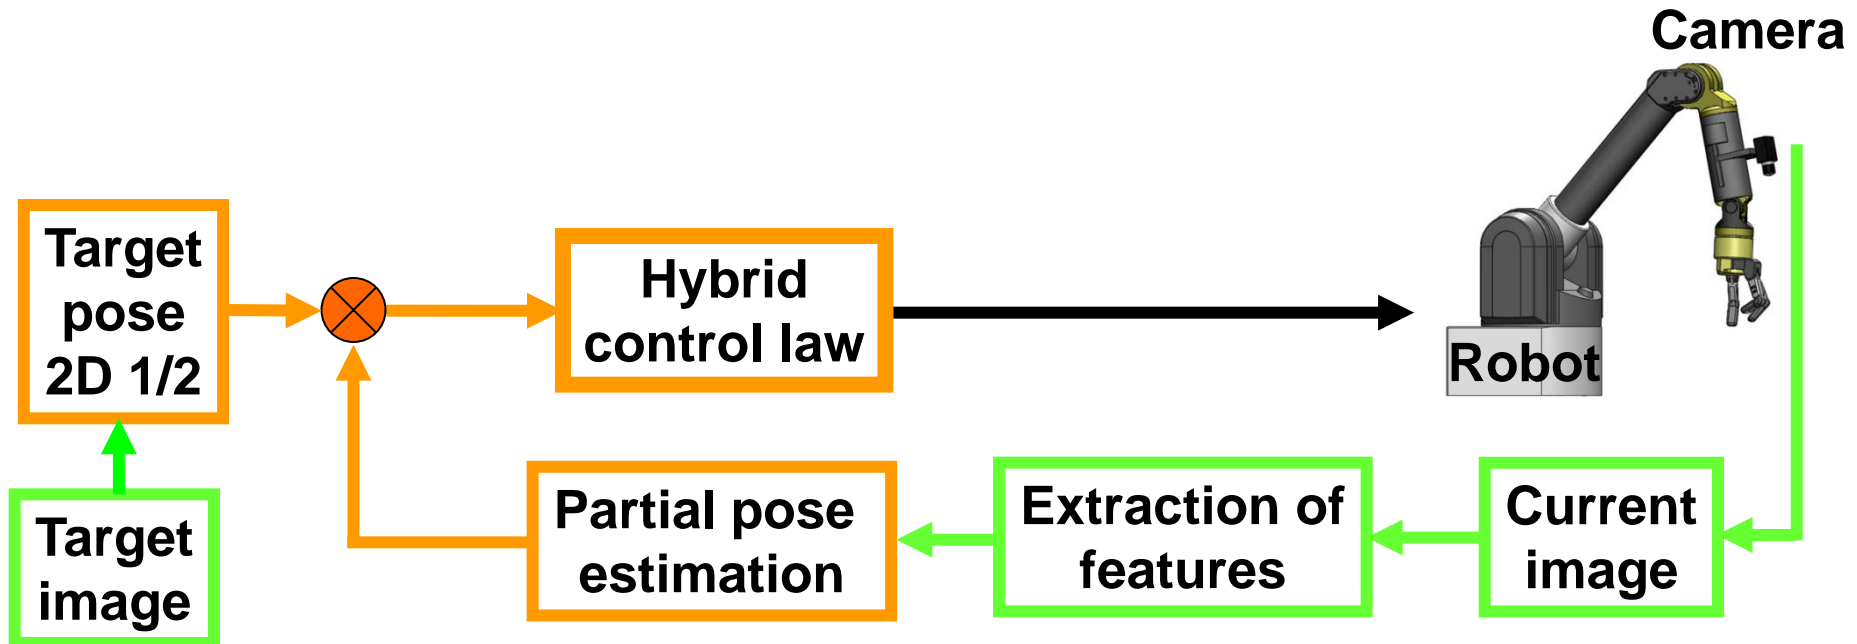 Camera
Target
pose
2D 1/2
Hybrid
control law
Robot
Target
image
Partial pose
estimation
Extraction of
features
Current
image